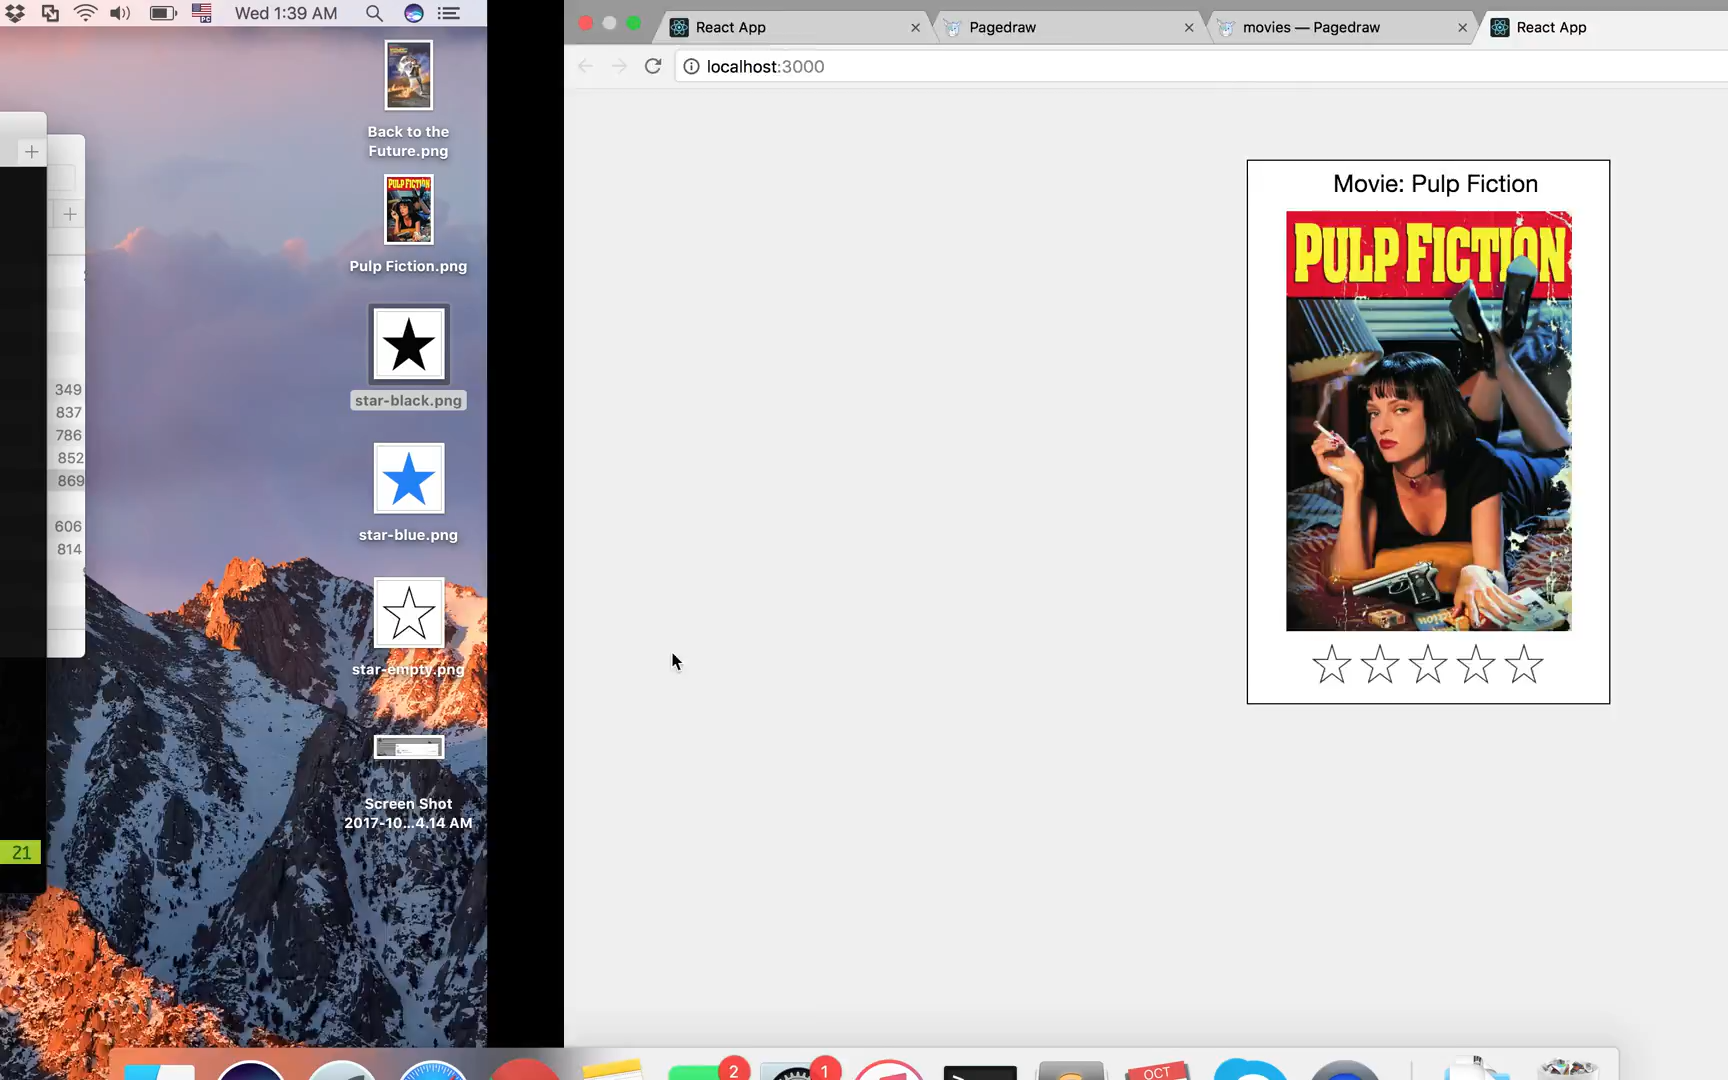 Wed 1:39 AM
Back to the
Future.png
Pulp Fiction.png
star-black.png
star-blue.png
star-empty.png
Screen Shot
2017-10...4.14 AM
349
837
786
852
869
606
814
21
React App
Pagedraw
movies — Pagedraw
React App
localhost:3000
Movie: Pulp Fiction
PULP FICTION
2
1
OCT